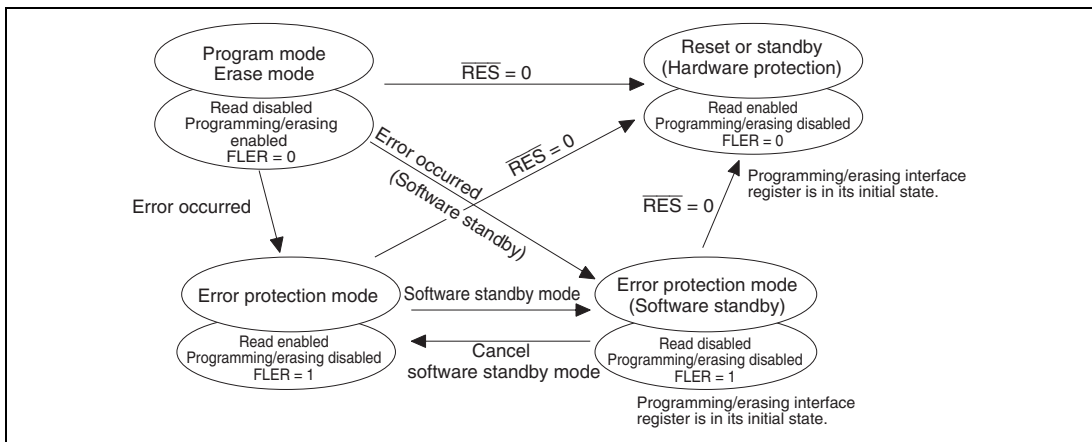 Program mode
Erase mode
Read disabled
Programming/erasing
enabled
FLER = 0
RES = 0
Reset or standby
(Hardware protection)
Read enabled
Programming/erasing disabled
FLER = 0
Programming/erasing interface
register is in its initial state.
Error occurred
Error occurred
(Software standby)
RES = 0
RES = 0
Error protection mode
Read enabled
Programming/erasing disabled
FLER = 1
Software standby mode
Cancel
software standby mode
Error protection mode
(Software standby)
Read disabled
Programming/erasing disabled
FLER = 1
Programming/erasing interface
register is in its initial state.